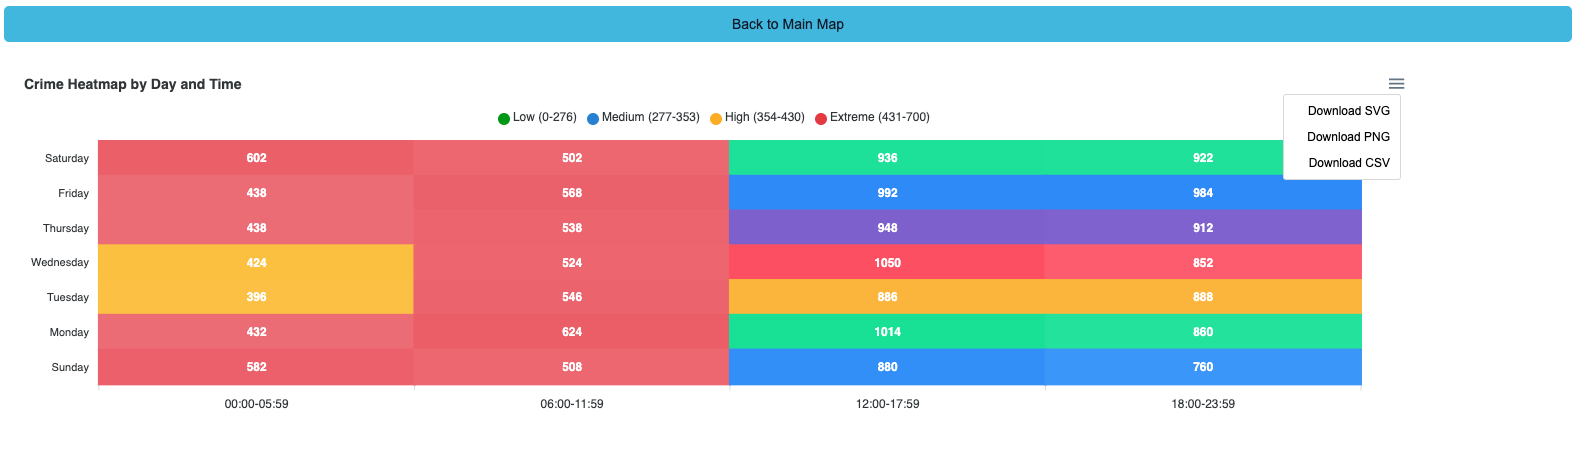 Back to Main Map
Crime Heatmap by Day and Time
Download SVG
Download PNG
Download CSV
Low (0-276) Medium (277-353) High (354-430) Extreme (431-700)
Saturday 602 502 936 922
Friday 438 568 992 984
Thursday 438 538 948 912
Wednesday 424 524 1050 852
Tuesday 396 546 886 888
Monday 432 624 1014 860
Sunday 582 508 880 760
00:00-05:59 06:00-11:59 12:00-17:59 18:00-23:59